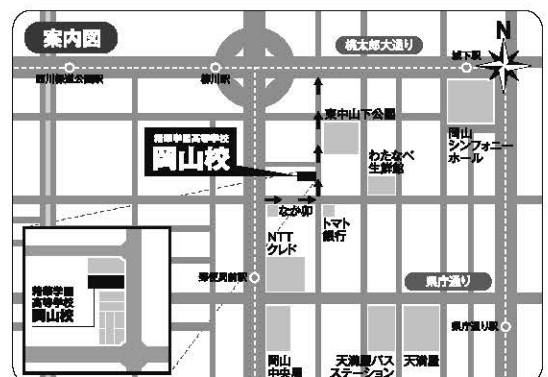 案内図
桃太郎大通り
N
城下駅
西川緑道公園駅
柳川駅
東中山下公園
岡山
シンフォニー
ホール
精華学園高等学校
岡山校
わたなべ
生鮮館
なか卯
トマト
銀行
NTT
クレド
精華学園
高等学校
岡山校
郵便局前駅
県庁通り
県庁通り駅
岡山
中央郵
天満屋バス
ステーション
天満屋